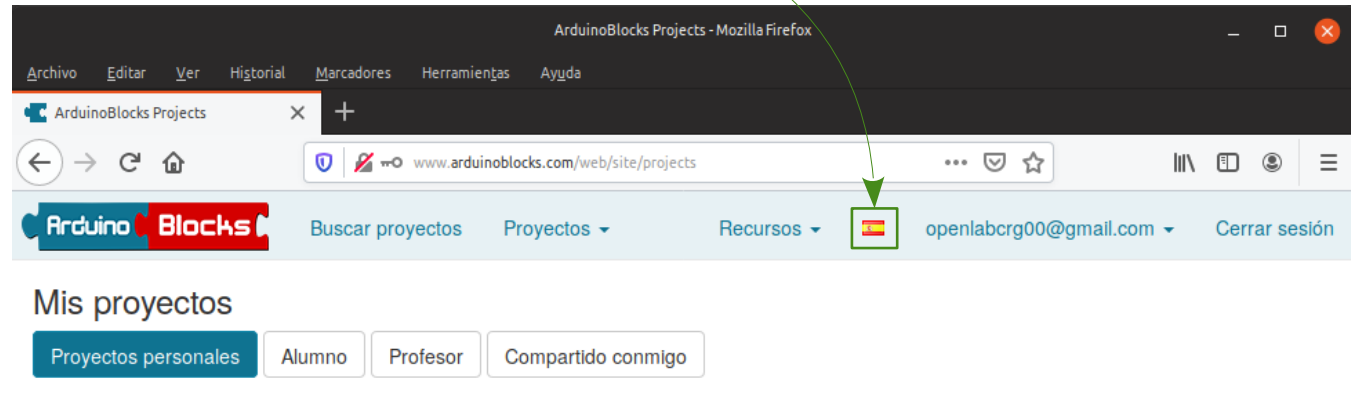 ArduinoBlocks Projects - Mozilla Firefox
Archivo Editar Ver Historial Marcadores Herramientas Ayuda
ArduinoBlocks Projects
www.arduinoblocks.com/web/site/projects
Arduino Blocks Buscar proyectos Proyectos Recursos openlabcrg00@gmail.com Cerrar sesión
Mis proyectos
Proyectos personales Alumno Profesor Compartido conmigo